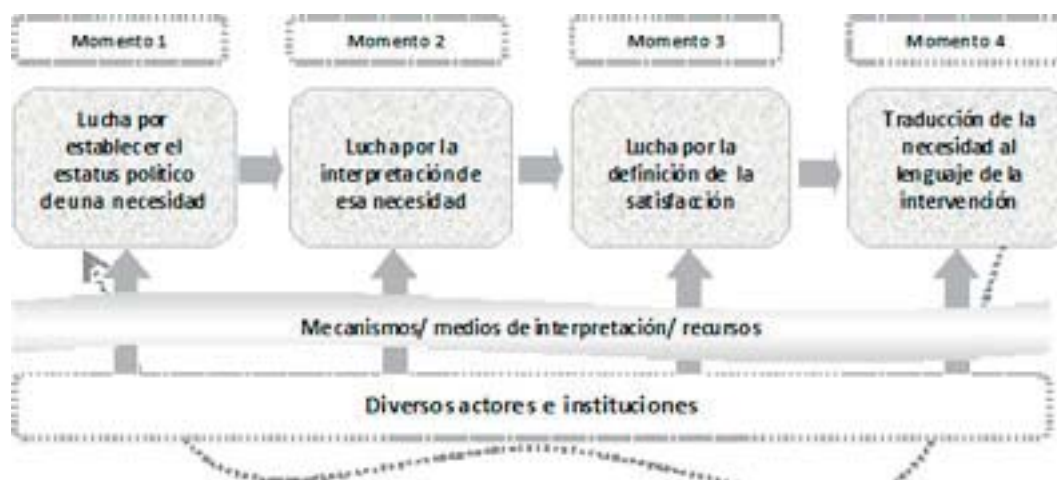 Momento 1
Momento 2
Momento 3
Momento 4
Lucha por
establecer el
estatus político
de una necesidad
Lucha por la
interpretación de
esa necesidad
Lucha por la
definición de la
satisfacción
Traducción de la
necesidad al
lenguaje de la
intervención
Mecanismos/ medios de interpretación/ recursos
Diversos actores e instituciones